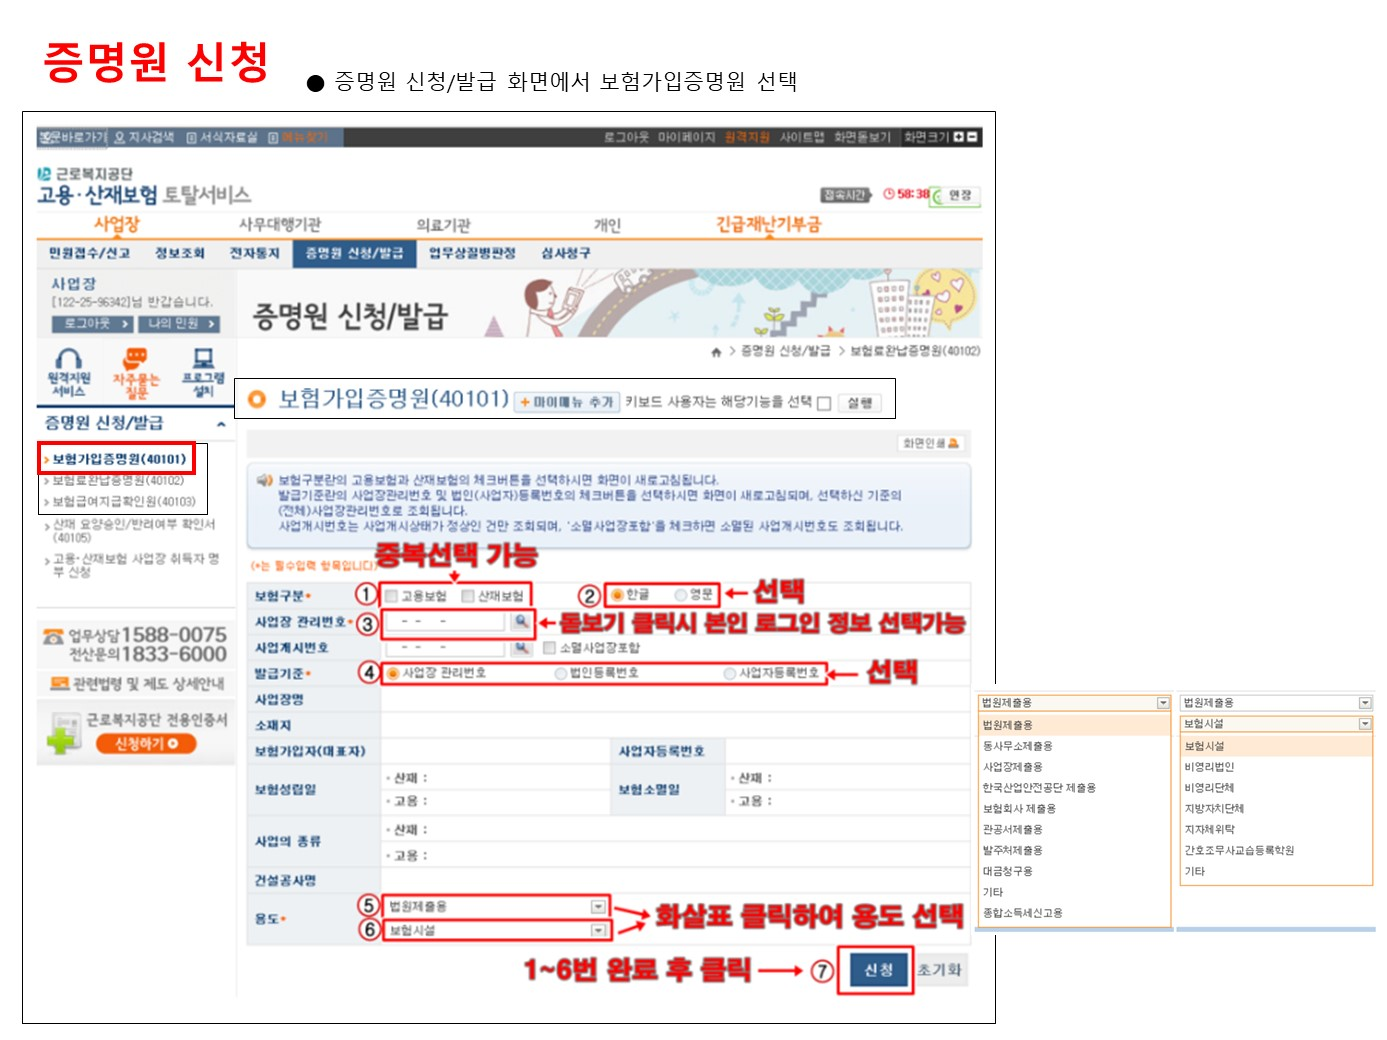 증명원 신청
● 증명원 신청/발급 화면에서 보험가입증명원 선택
본문바로가기 지사검색 서식자료실 메뉴찾기
로그아웃 마이페이지 원격지원 사이트맵 화면돋보기 화면크기
근로복지공단
고용·산재보험 토탈서비스
접속시간 58:38 연장
사업장 사무대행기관 의료기관 개인 긴급재난기부금
민원접수/신고 정보조회 전자통지 증명원 신청/발급 업무상질병판정 심사청구
사업장
[122-25-96342]님 반갑습니다.
로그아웃 > 나의 민원 >
증명원 신청/발급
> 증명원 신청/발급 > 보험료완납증명원(40102)
원격지원 서비스
자주묻는 질문
프로그램 설치
증명원 신청/발급
> 보험가입증명원(40101)
> 보험료완납증명원(40102)
> 보험급여지급확인원(40103)
> 산재 요양승인/반려여부 확인서
(40105)
> 고용·산재보험 사업장 취득자 명
부 신청
업무상담 1588-0075
전산문의 1833-6000
관련법령 및 제도 상세안내
근로복지공단 전용인증서
신청하기
보험가입증명원(40101) + 마이메뉴 추가 키보드 사용자는 해당기능을 선택 실행
화면인쇄
보험구분란의 고용보험과 산재보험의 체크버튼을 선택하시면 화면이 새로고침됩니다.
발급기준란의 사업장관리번호 및 법인(사업자)등록번호의 체크버튼을 선택하시면 화면이 새로고침되며, 선택하신 기준의
(전체)사업장관리번호로 조회됩니다.
사업개시번호는 사업개시상태가 정상인 건만 조회되며, '소멸사업장포함'을 체크하면 소멸된 사업개시번호도 조회됩니다.
중복선택 가능
(*는 필수입력 항목입니다)
보험구분* ① 고용보험 산재보험 ② 한글 영문 선택
사업장 관리번호* ③ - - - 돋보기 클릭시 본인 로그인 정보 선택가능
사업개시번호 - - - 소멸사업장포함
발급기준* ④ 사업장 관리번호 법인등록번호 사업자등록번호 선택
사업장명
소재지
보험가입자(대표자) 사업자등록번호
보험성립일 보험소멸일
· 산재 : · 산재 :
· 고용 : · 고용 :
사업의 종류
· 산재 :
· 고용 :
건설공사명
용도*
⑤ 법원제출용
⑥ 보험시설
화살표 클릭하여 용도 선택
1~6번 완료 후 클릭 ⑦ 신청 초기화
법원제출용
법원제출용
동사무소제출용
사업장제출용
한국산업안전공단 제출용
보험회사 제출용
관공서제출용
발주처제출용
대금청구용
기타
종합소득세신고용
법원제출용
보험시설
보험시설
비영리법인
비영리단체
지방자치단체
지자체위탁
간호조무사교습등록학원
기타